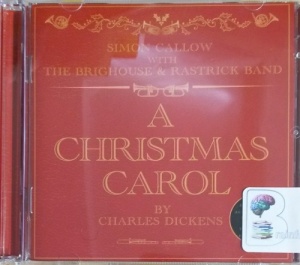 SIMON CALLOW
WITH
THE BRIGHOUSE & RASTRICK BAND
A
CHRISTMAS
CAROL
BY
CHARLES DICKENS